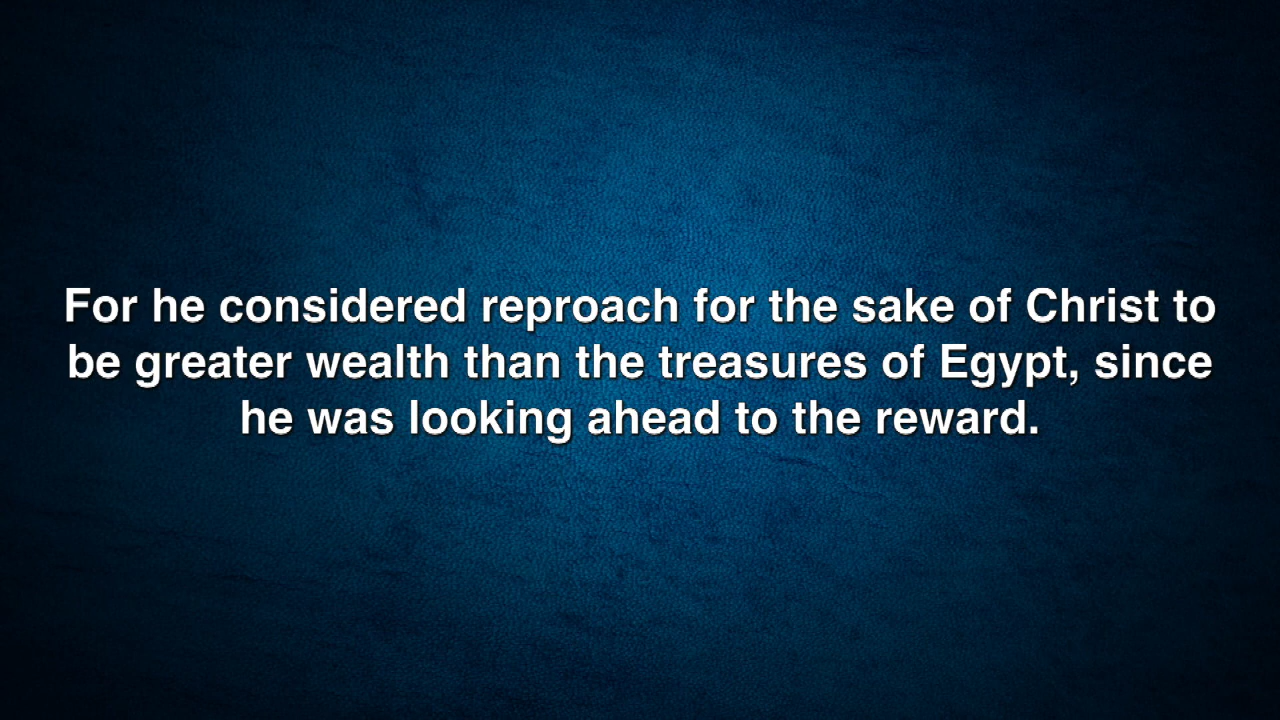 For he considered reproach for the sake of Christ to
be greater wealth than the treasures of Egypt, since
he was looking ahead to the reward.